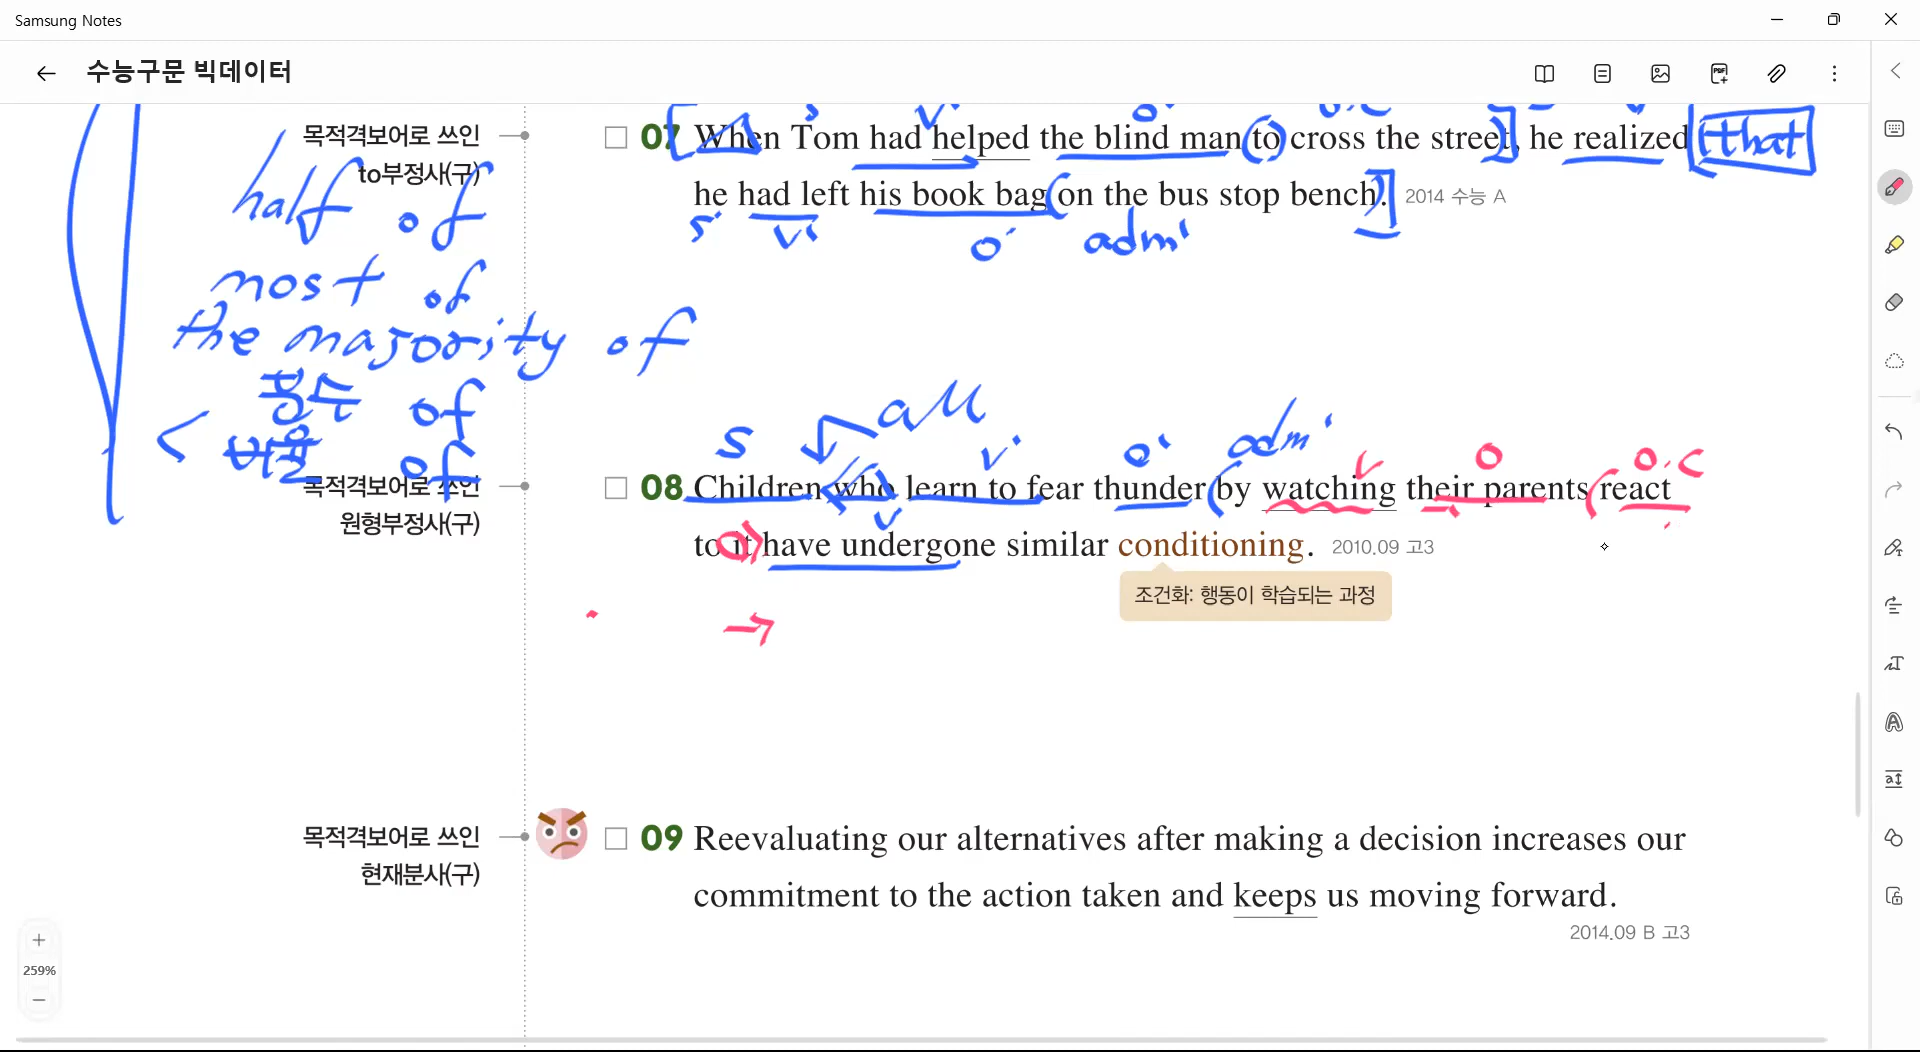 Samsung Notes
수능구문 빅데이터
s v' o' o.c
목적격보어로 쓰인
to부정사(구)
07 When Tom had helped the blind man to cross the street, he realized (that
he had left his book bag on the bus stop bench. 2014 수능 A
s' v' o' adm'
half of
most of
the majority of
분수 of
< 비율 of
s all v' o' adm' v o o.c
목적격보어로 쓰인
원형부정사(구)
08 Children who learn to fear thunder by watching their parents react
to it have undergone similar conditioning. 2010.09 고3
조건화: 행동이 학습되는 과정
목적격보어로 쓰인
현재분사(구)
09 Reevaluating our alternatives after making a decision increases our
commitment to the action taken and keeps us moving forward.
2014.09 B 고3
259%